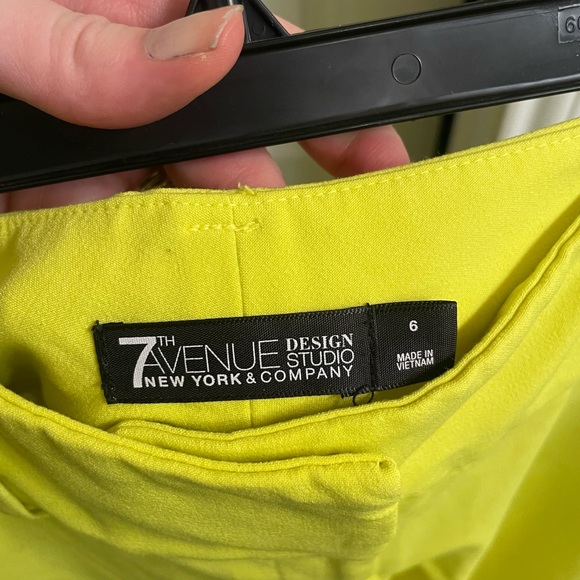 7TH AVENUE DESIGN STUDIO
NEW YORK & COMPANY
6
MADE IN
VIETNAM